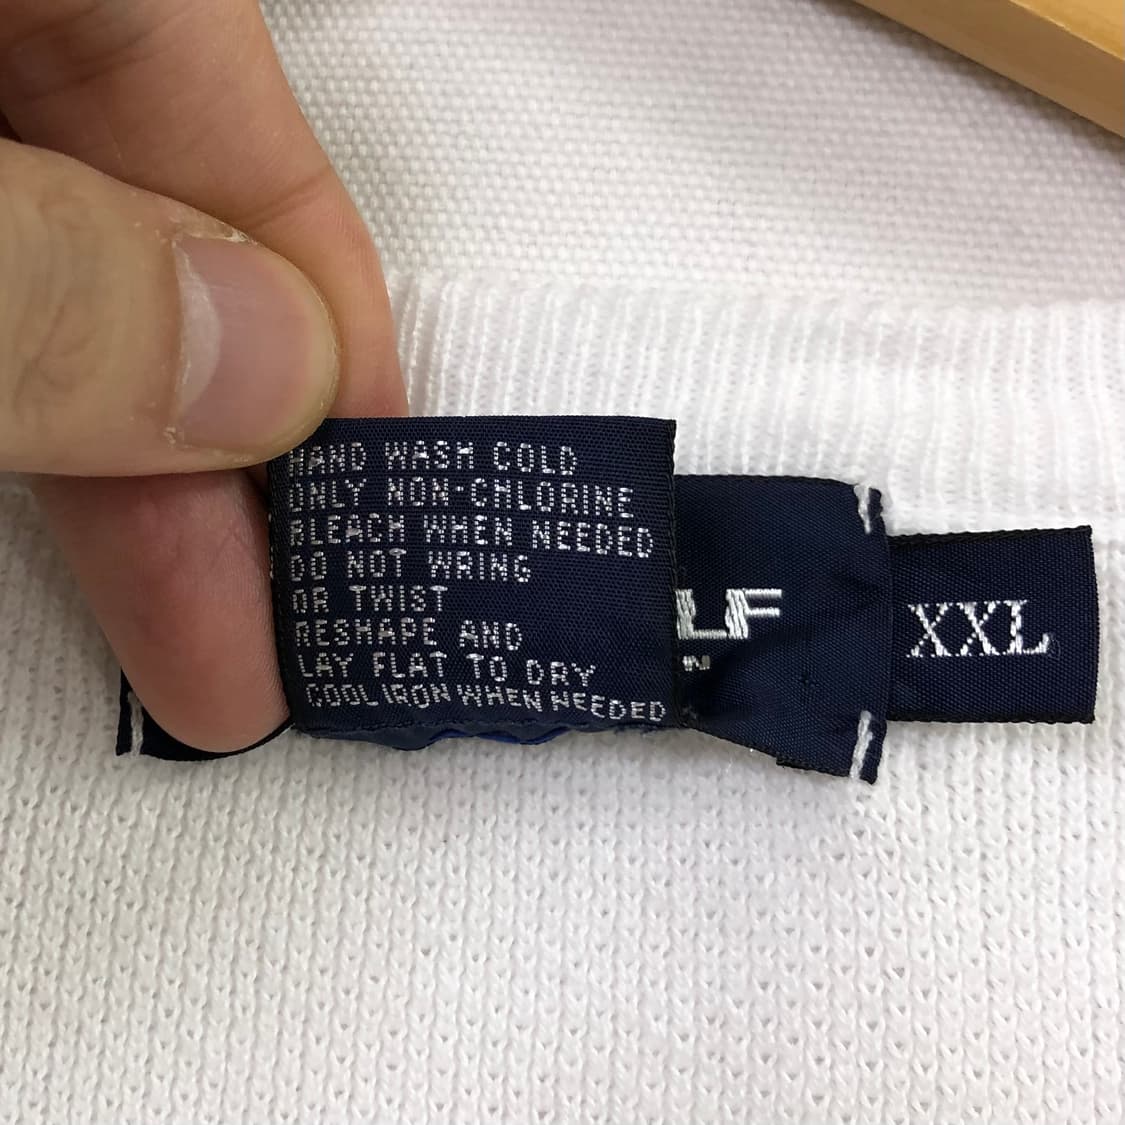 HAND WASH COLD
ONLY NON-CHLORINE
BLEACH WHEN NEEDED
DO NOT WRING
OR TWIST
RESHAPE AND
LAY FLAT TO DRY
COOL IRON WHEN NEEDED
LF
XXL